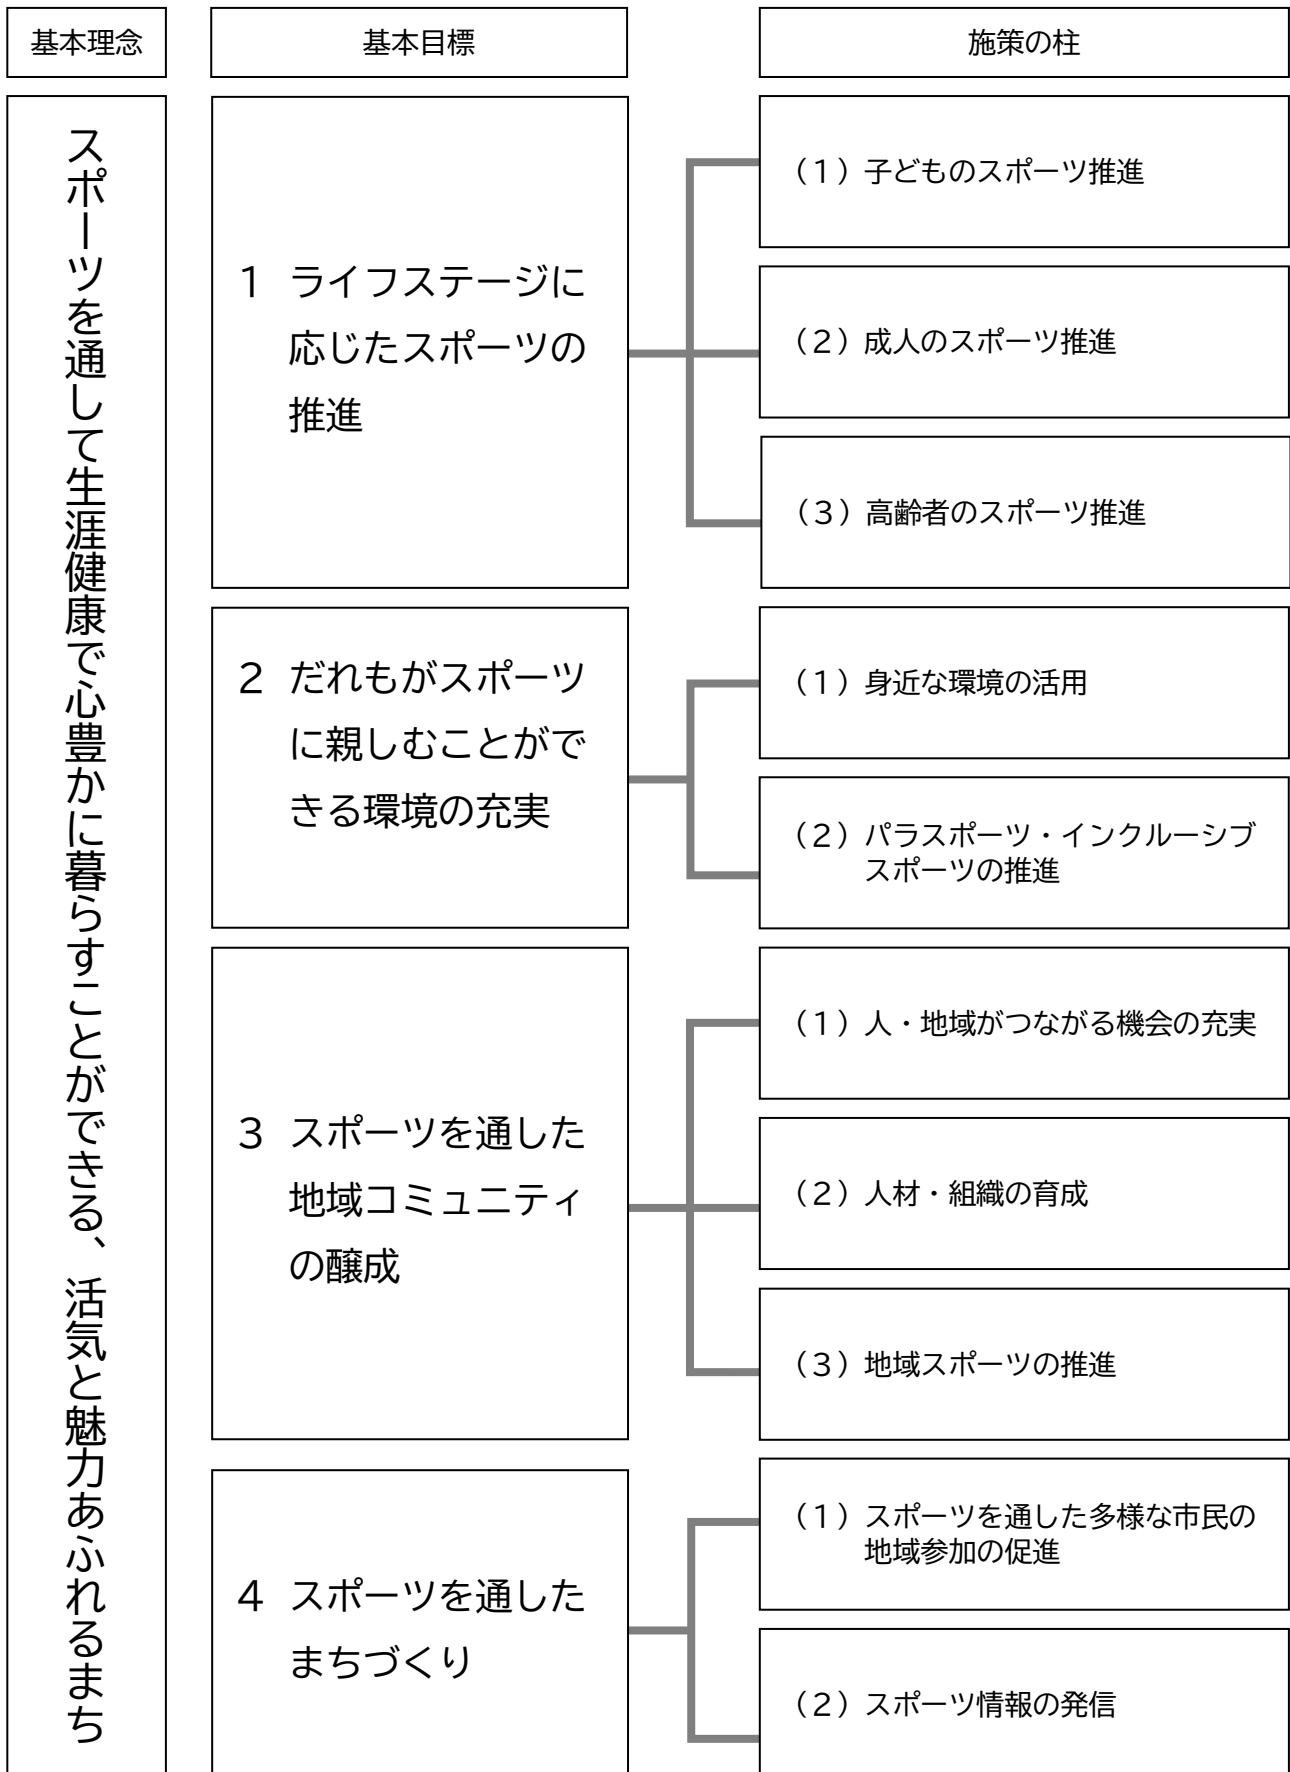 基本理念
基本目標
施策の柱
スポーツを通して生涯健康で心豊かに暮らすことができる、活気と魅力あふれるまち
1 ライフステージに
応じたスポーツの
推進
(1)子どものスポーツ推進
(2)成人のスポーツ推進
(3)高齢者のスポーツ推進
2 だれもがスポーツ
に親しむことがで
きる環境の充実
(1)身近な環境の活用
(2)パラスポーツ・インクルーシブ
スポーツの推進
3 スポーツを通した
地域コミュニティ
の醸成
(1)人・地域がつながる機会の充実
(2)人材・組織の育成
(3)地域スポーツの推進
4 スポーツを通した
まちづくり
(1)スポーツを通した多様な市民の
地域参加の促進
(2)スポーツ情報の発信